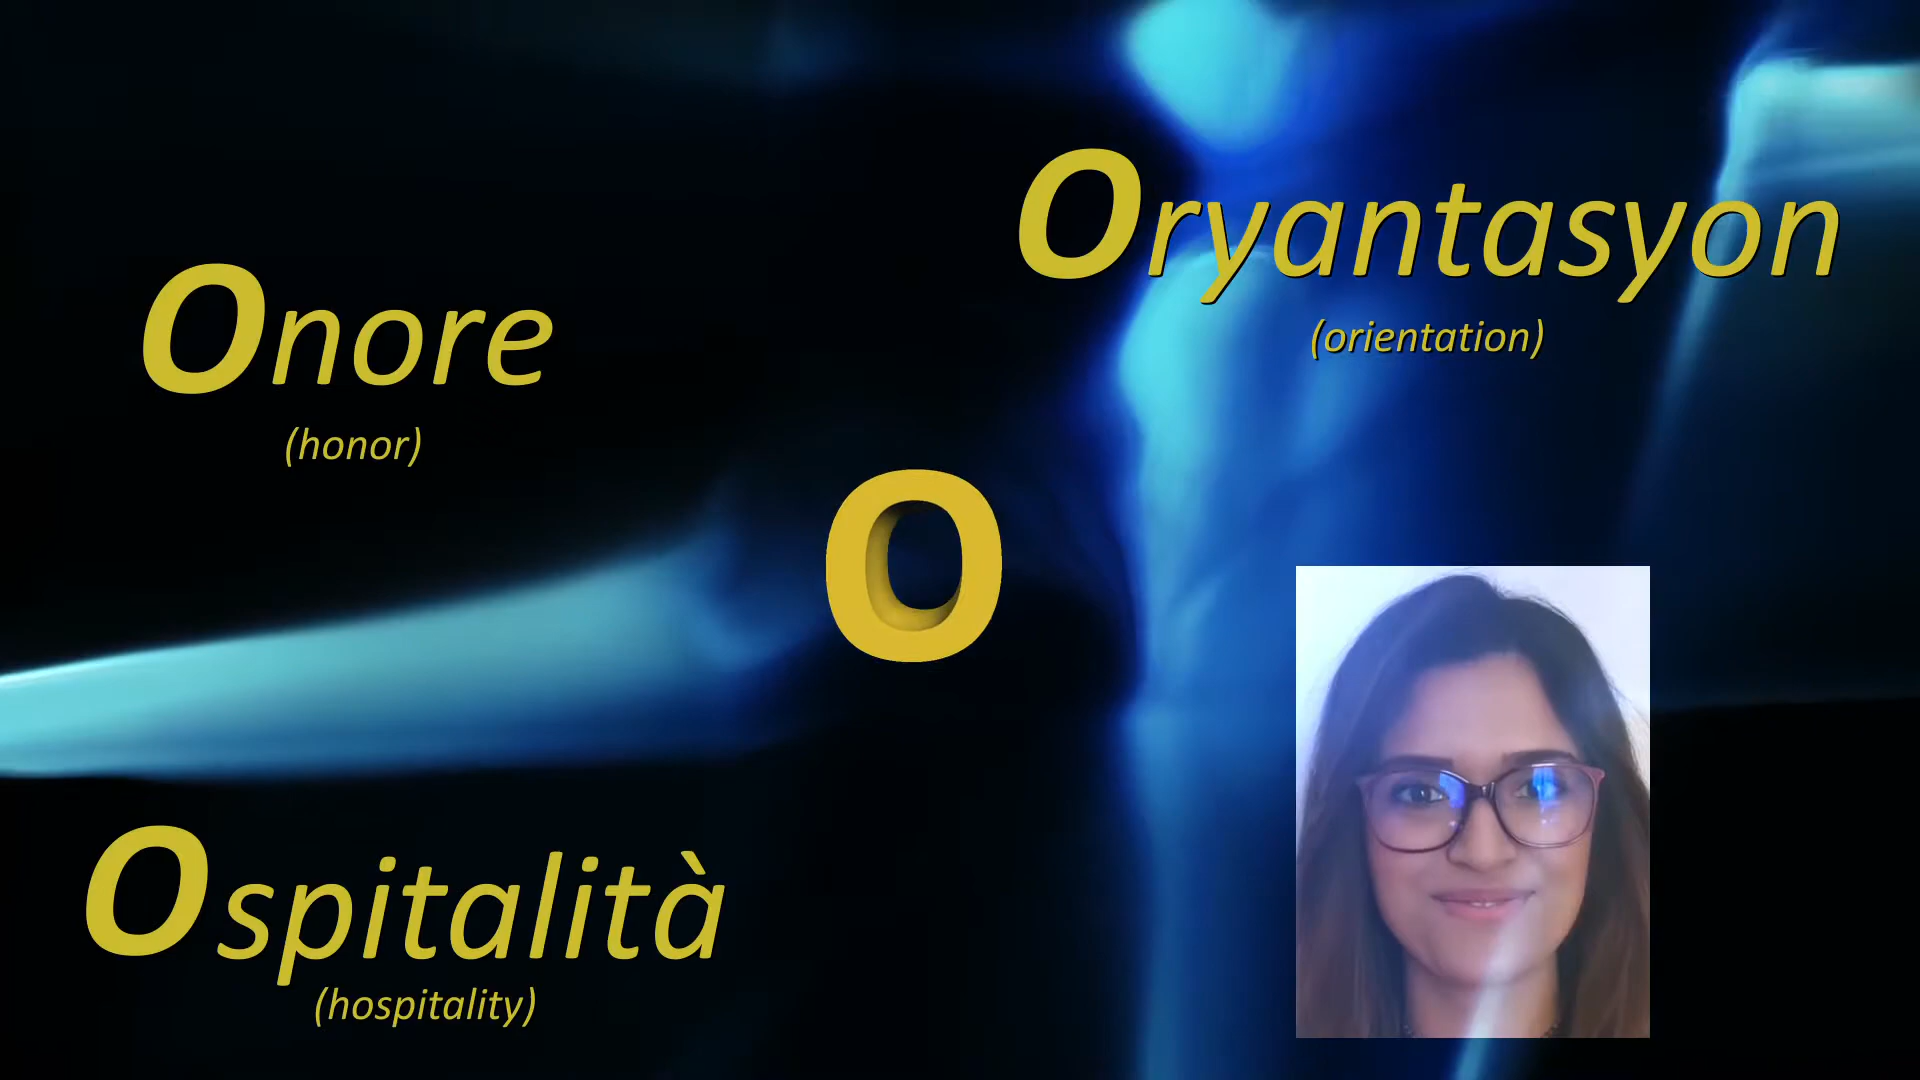 Oryantasyon
(orientation)
Onore
(honor)
O
Ospitalità
(hospitality)